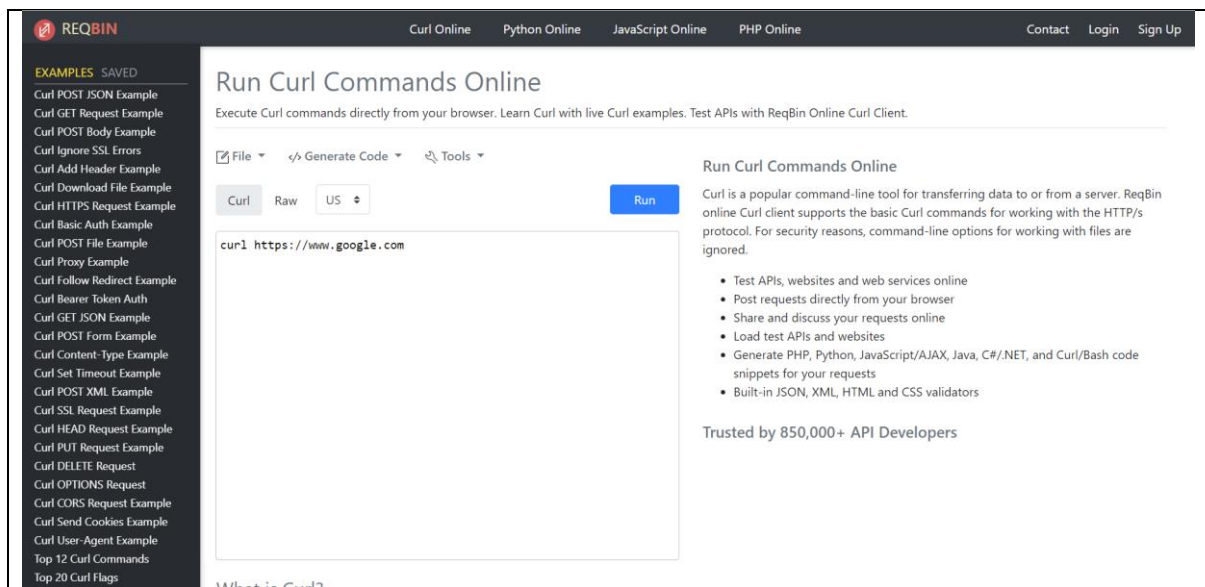 REQBIN
Curl Online Python Online JavaScript Online PHP Online
Contact Login Sign Up
EXAMPLES SAVED
Curl POST JSON Example
Curl GET Request Example
Curl POST Body Example
Curl Ignore SSL Errors
Curl Add Header Example
Curl Download File Example
Curl HTTPS Request Example
Curl Basic Auth Example
Curl POST File Example
Curl Proxy Example
Curl Follow Redirect Example
Curl Bearer Token Auth
Curl GET JSON Example
Curl POST Form Example
Curl Content-Type Example
Curl Set Timeout Example
Curl POST XML Example
Curl SSL Request Example
Curl HEAD Request Example
Curl PUT Request Example
Curl DELETE Request
Curl OPTIONS Request
Curl CORS Request Example
Curl Send Cookies Example
Curl User-Agent Example
Top 12 Curl Commands
Top 20 Curl Flags
Run Curl Commands Online
Execute Curl commands directly from your browser. Learn Curl with live Curl examples. Test APIs with ReqBin Online Curl Client.
File </> Generate Code Tools
Curl Raw US Run
curl https://www.google.com
What is Curl?
Run Curl Commands Online
Curl is a popular command-line tool for transferring data to or from a server. ReqBin
online Curl client supports the basic Curl commands for working with the HTTP/s
protocol. For security reasons, command-line options for working with files are
ignored.
• Test APIs, websites and web services online
• Post requests directly from your browser
• Share and discuss your requests online
• Load test APIs and websites
• Generate PHP, Python, JavaScript/AJAX, Java, C#/.NET, and Curl/Bash code
snippets for your requests
• Built-in JSON, XML, HTML and CSS validators
Trusted by 850,000+ API Developers